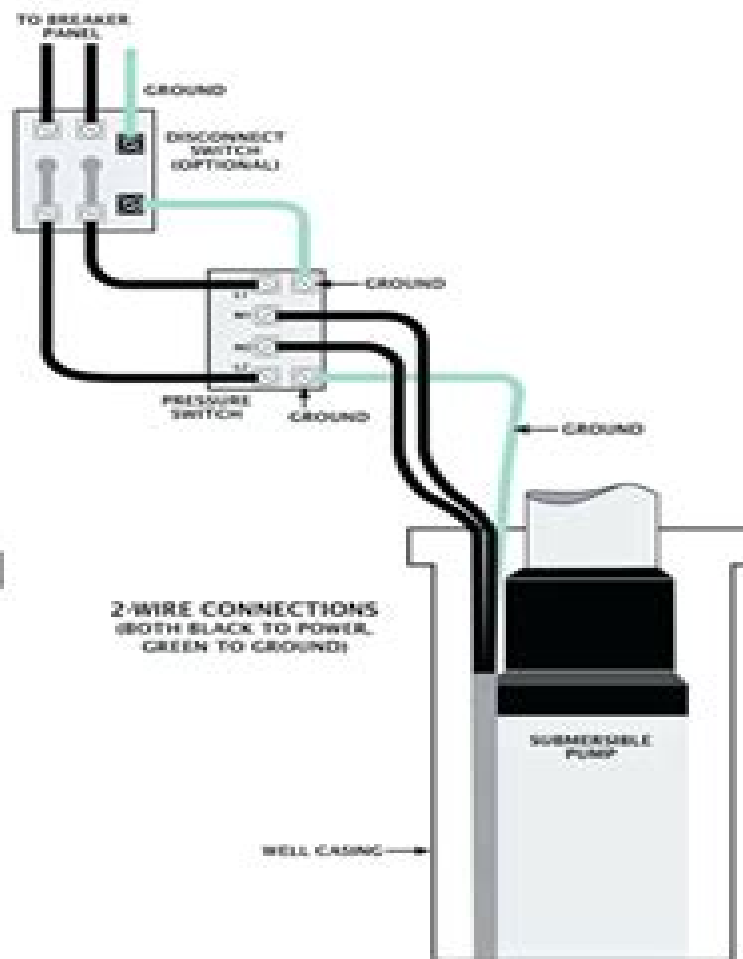 TO BREAKER
PANEL
GROUND
DISCONNECT
SWITCH
(OPTIONAL)
GROUND
PRESSURE
SWITCH
GROUND
GROUND
2-WIRE CONNECTIONS
(BOTH BLACK TO POWER,
GREEN TO GROUND)
SUBMERSIBLE
PUMP
WELL CASING